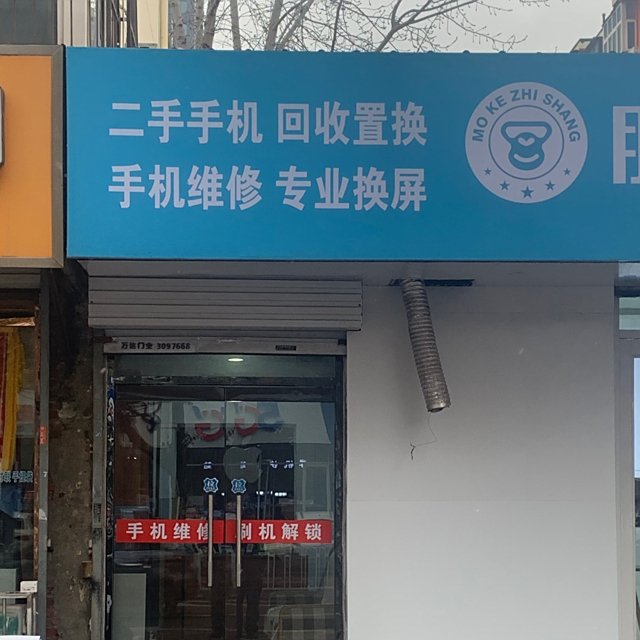 二手手机 回收置换
手机维修 专业换屏
MO KE ZHI SHANG
万诚门业 3097668
手机维修 刷机解锁